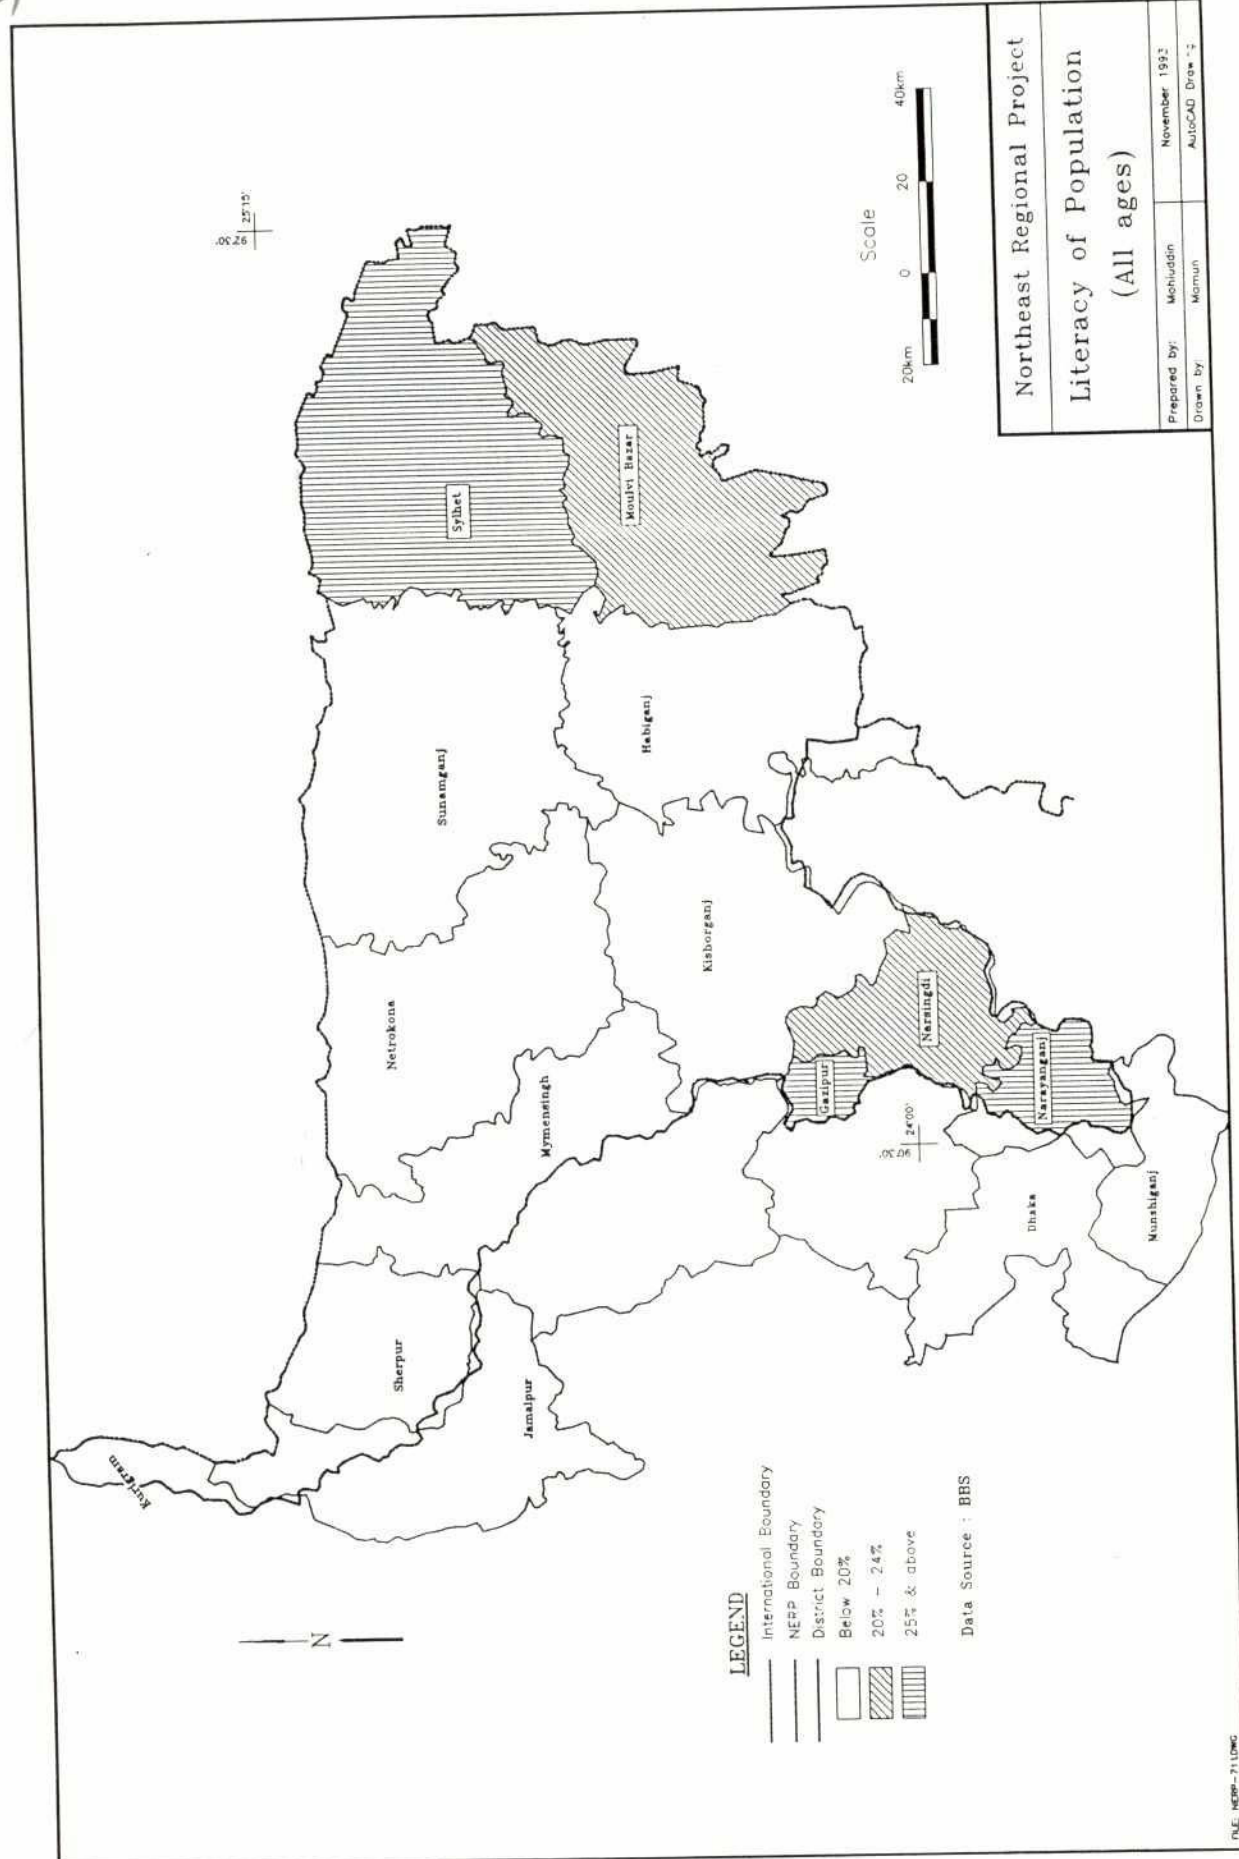 Northeast Regional Project
Literacy of Population
(All ages)
Prepared by: Mohiuddin
November 1993
Drawn by: Mamun
Scale
20km 0 20 40km
92°30'
25°15'
90°30'
24°00'
N
Kurigram
Sherpur
Jamalpur
Netrokona
Mymensingh
Sunamganj
Sylhet
Moulvi Bazar
Habiganj
Kishorganj
Gazipur
Narsingdi
Narayanganj
Dhaka
Munshiganj
LEGEND
International Boundary
NERP Boundary
District Boundary
Below 20%
20% - 24%
25% & above
Data Source : BBS